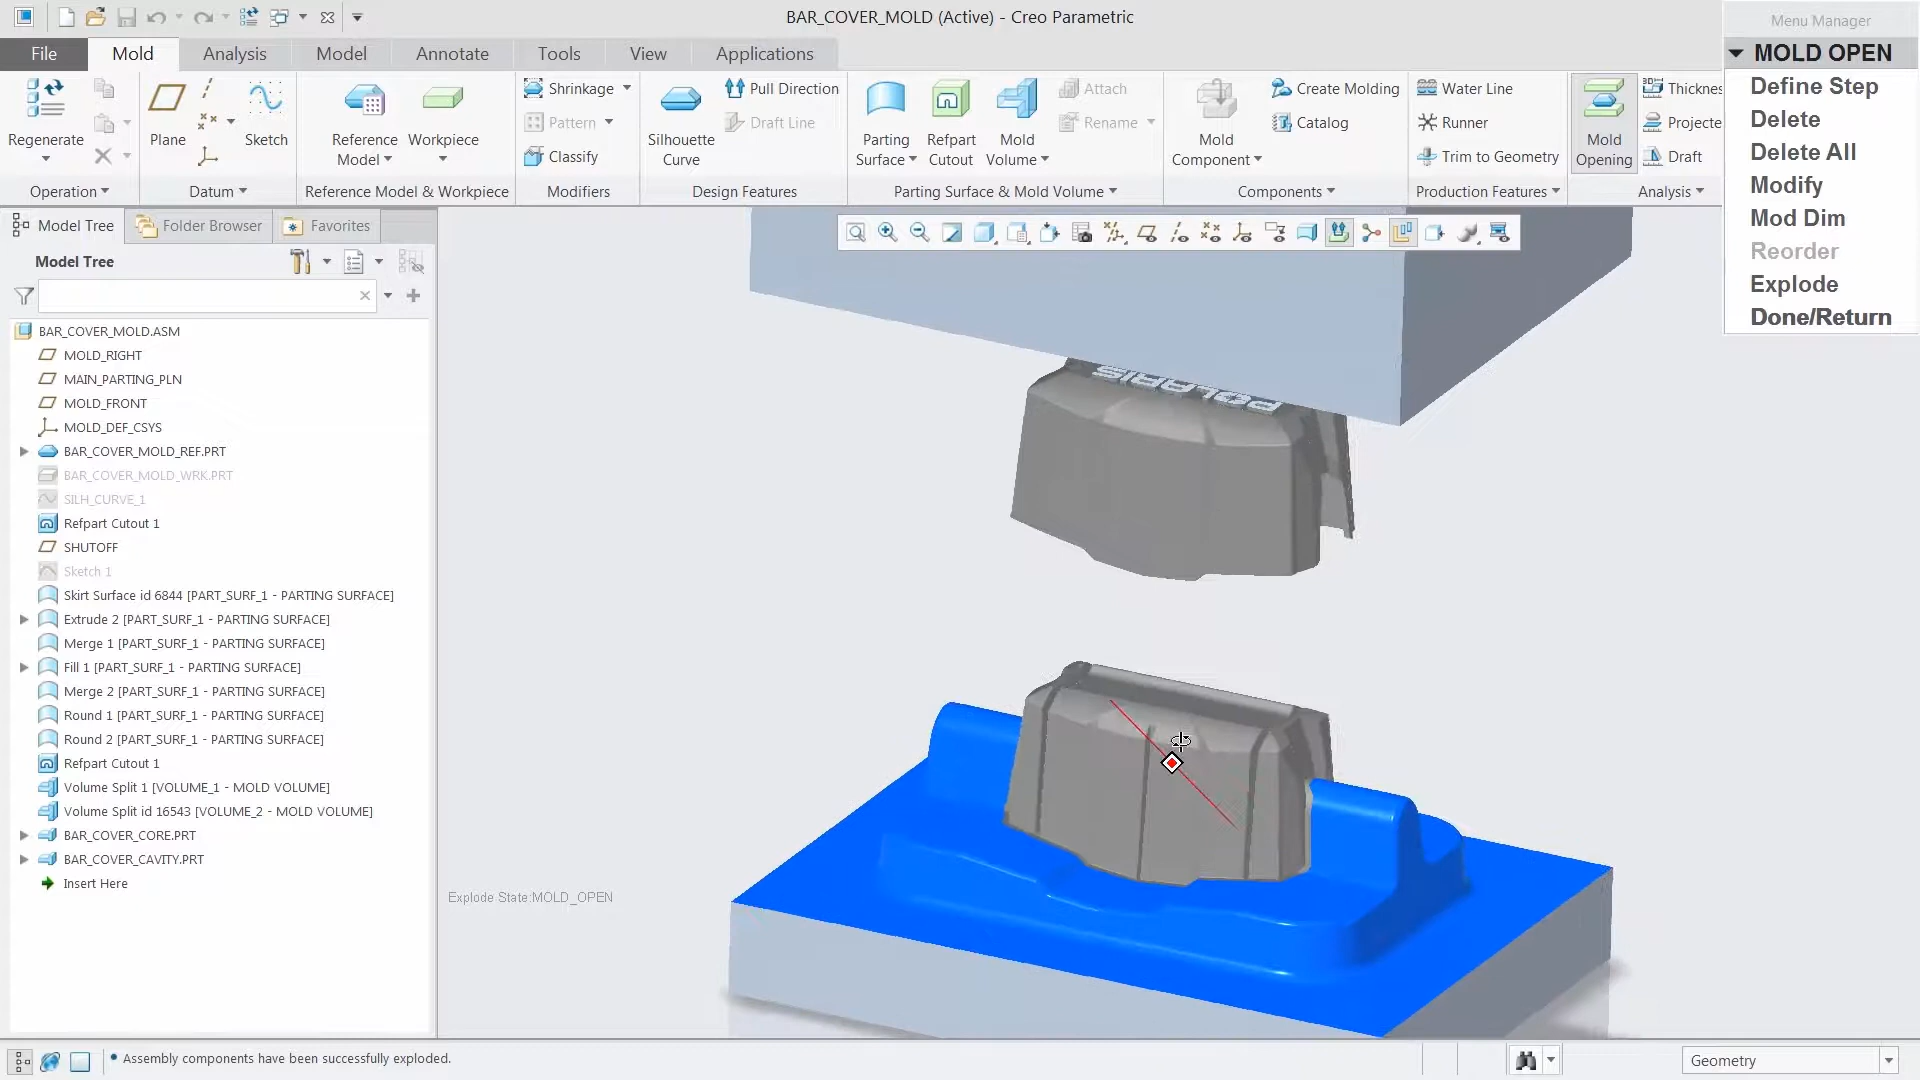 BAR_COVER_MOLD (Active) - Creo Parametric
Menu Manager
File
Mold
Analysis
Model
Annotate
Tools
View
Applications
MOLD OPEN
Define Step
Delete
Delete All
Modify
Mod Dim
Reorder
Explode
Done/Return
Regenerate
Operation
Plane
Sketch
Datum
Reference Model
Workpiece
Reference Model & Workpiece
Shrinkage
Pattern
Classify
Modifiers
Silhouette Curve
Pull Direction
Draft Line
Design Features
Parting Surface
Refpart Cutout
Mold Volume
Attach
Rename
Parting Surface & Mold Volume
Mold Component
Create Molding
Catalog
Components
Water Line
Runner
Trim to Geometry
Production Features
Mold Opening
Thicknes
Projecte
Draft
Analysis
Model Tree
Folder Browser
Favorites
Model Tree
BAR_COVER_MOLD.ASM
MOLD_RIGHT
MAIN_PARTING_PLN
MOLD_FRONT
MOLD_DEF_CSYS
BAR_COVER_MOLD_REF.PRT
BAR_COVER_MOLD_WRK.PRT
SILH_CURVE_1
Refpart Cutout 1
SHUTOFF
Sketch 1
Skirt Surface id 6844 [PART_SURF_1 - PARTING SURFACE]
Extrude 2 [PART_SURF_1 - PARTING SURFACE]
Merge 1 [PART_SURF_1 - PARTING SURFACE]
Fill 1 [PART_SURF_1 - PARTING SURFACE]
Merge 2 [PART_SURF_1 - PARTING SURFACE]
Round 1 [PART_SURF_1 - PARTING SURFACE]
Round 2 [PART_SURF_1 - PARTING SURFACE]
Refpart Cutout 1
Volume Split 1 [VOLUME_1 - MOLD VOLUME]
Volume Split id 16543 [VOLUME_2 - MOLD VOLUME]
BAR_COVER_CORE.PRT
BAR_COVER_CAVITY.PRT
Insert Here
POLARIS
Explode State:MOLD_OPEN
Assembly components have been successfully exploded.
Geometry